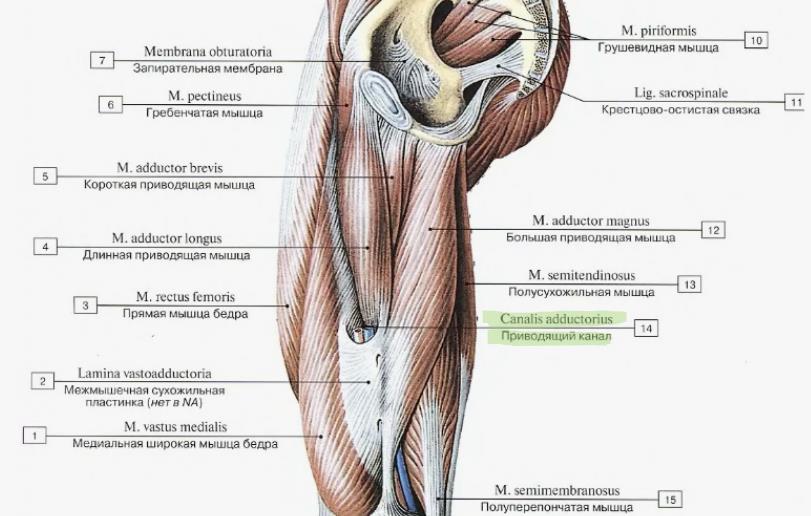 M. piriformis
10
Грушевидная мышца
Membrana obturatoria
7
Запирательная мембрана
M. pectineus
6
Гребенчатая мышца
Lig. sacrospinale
11
Крестцово-остистая связка
M. adductor brevis
5
Короткая приводящая мышца
M. adductor magnus
12
Большая приводящая мышца
M. adductor longus
4
Длинная приводящая мышца
M. semitendinosus
13
Полусухожильная мышца
M. rectus femoris
3
Прямая мышца бедра
Canalis adductorius
14
Приводящий канал
Lamina vastoadductoria
2
Межмышечная сухожильная
пластинка (нет в NA)
M. vastus medialis
1
Медиальная широкая мышца бедра
M. semimembranosus
15
Полуперепончатая мышца